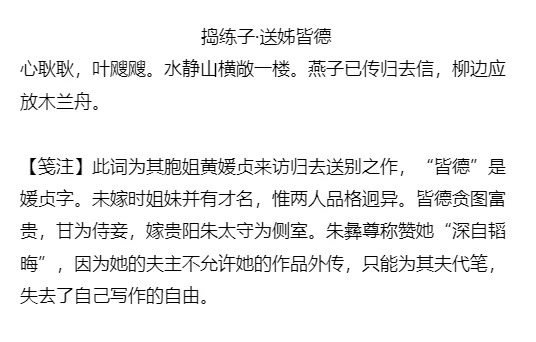 捣练子·送姊皆德
心耿耿，叶飕飕。水静山横敞一楼。燕子已传归去信，柳边应
放木兰舟。
【笺注】此词为其胞姐黄媛贞来访归去送别之作，“皆德”是
媛贞字。未嫁时姐妹并有才名，惟两人品格迥异。皆德贪图富
贵，甘为侍妾，嫁贵阳朱太守为侧室。朱彝尊称赞她“深自韬
晦”，因为她的夫主不允许她的作品外传，只能为其夫代笔，
失去了自己写作的自由。